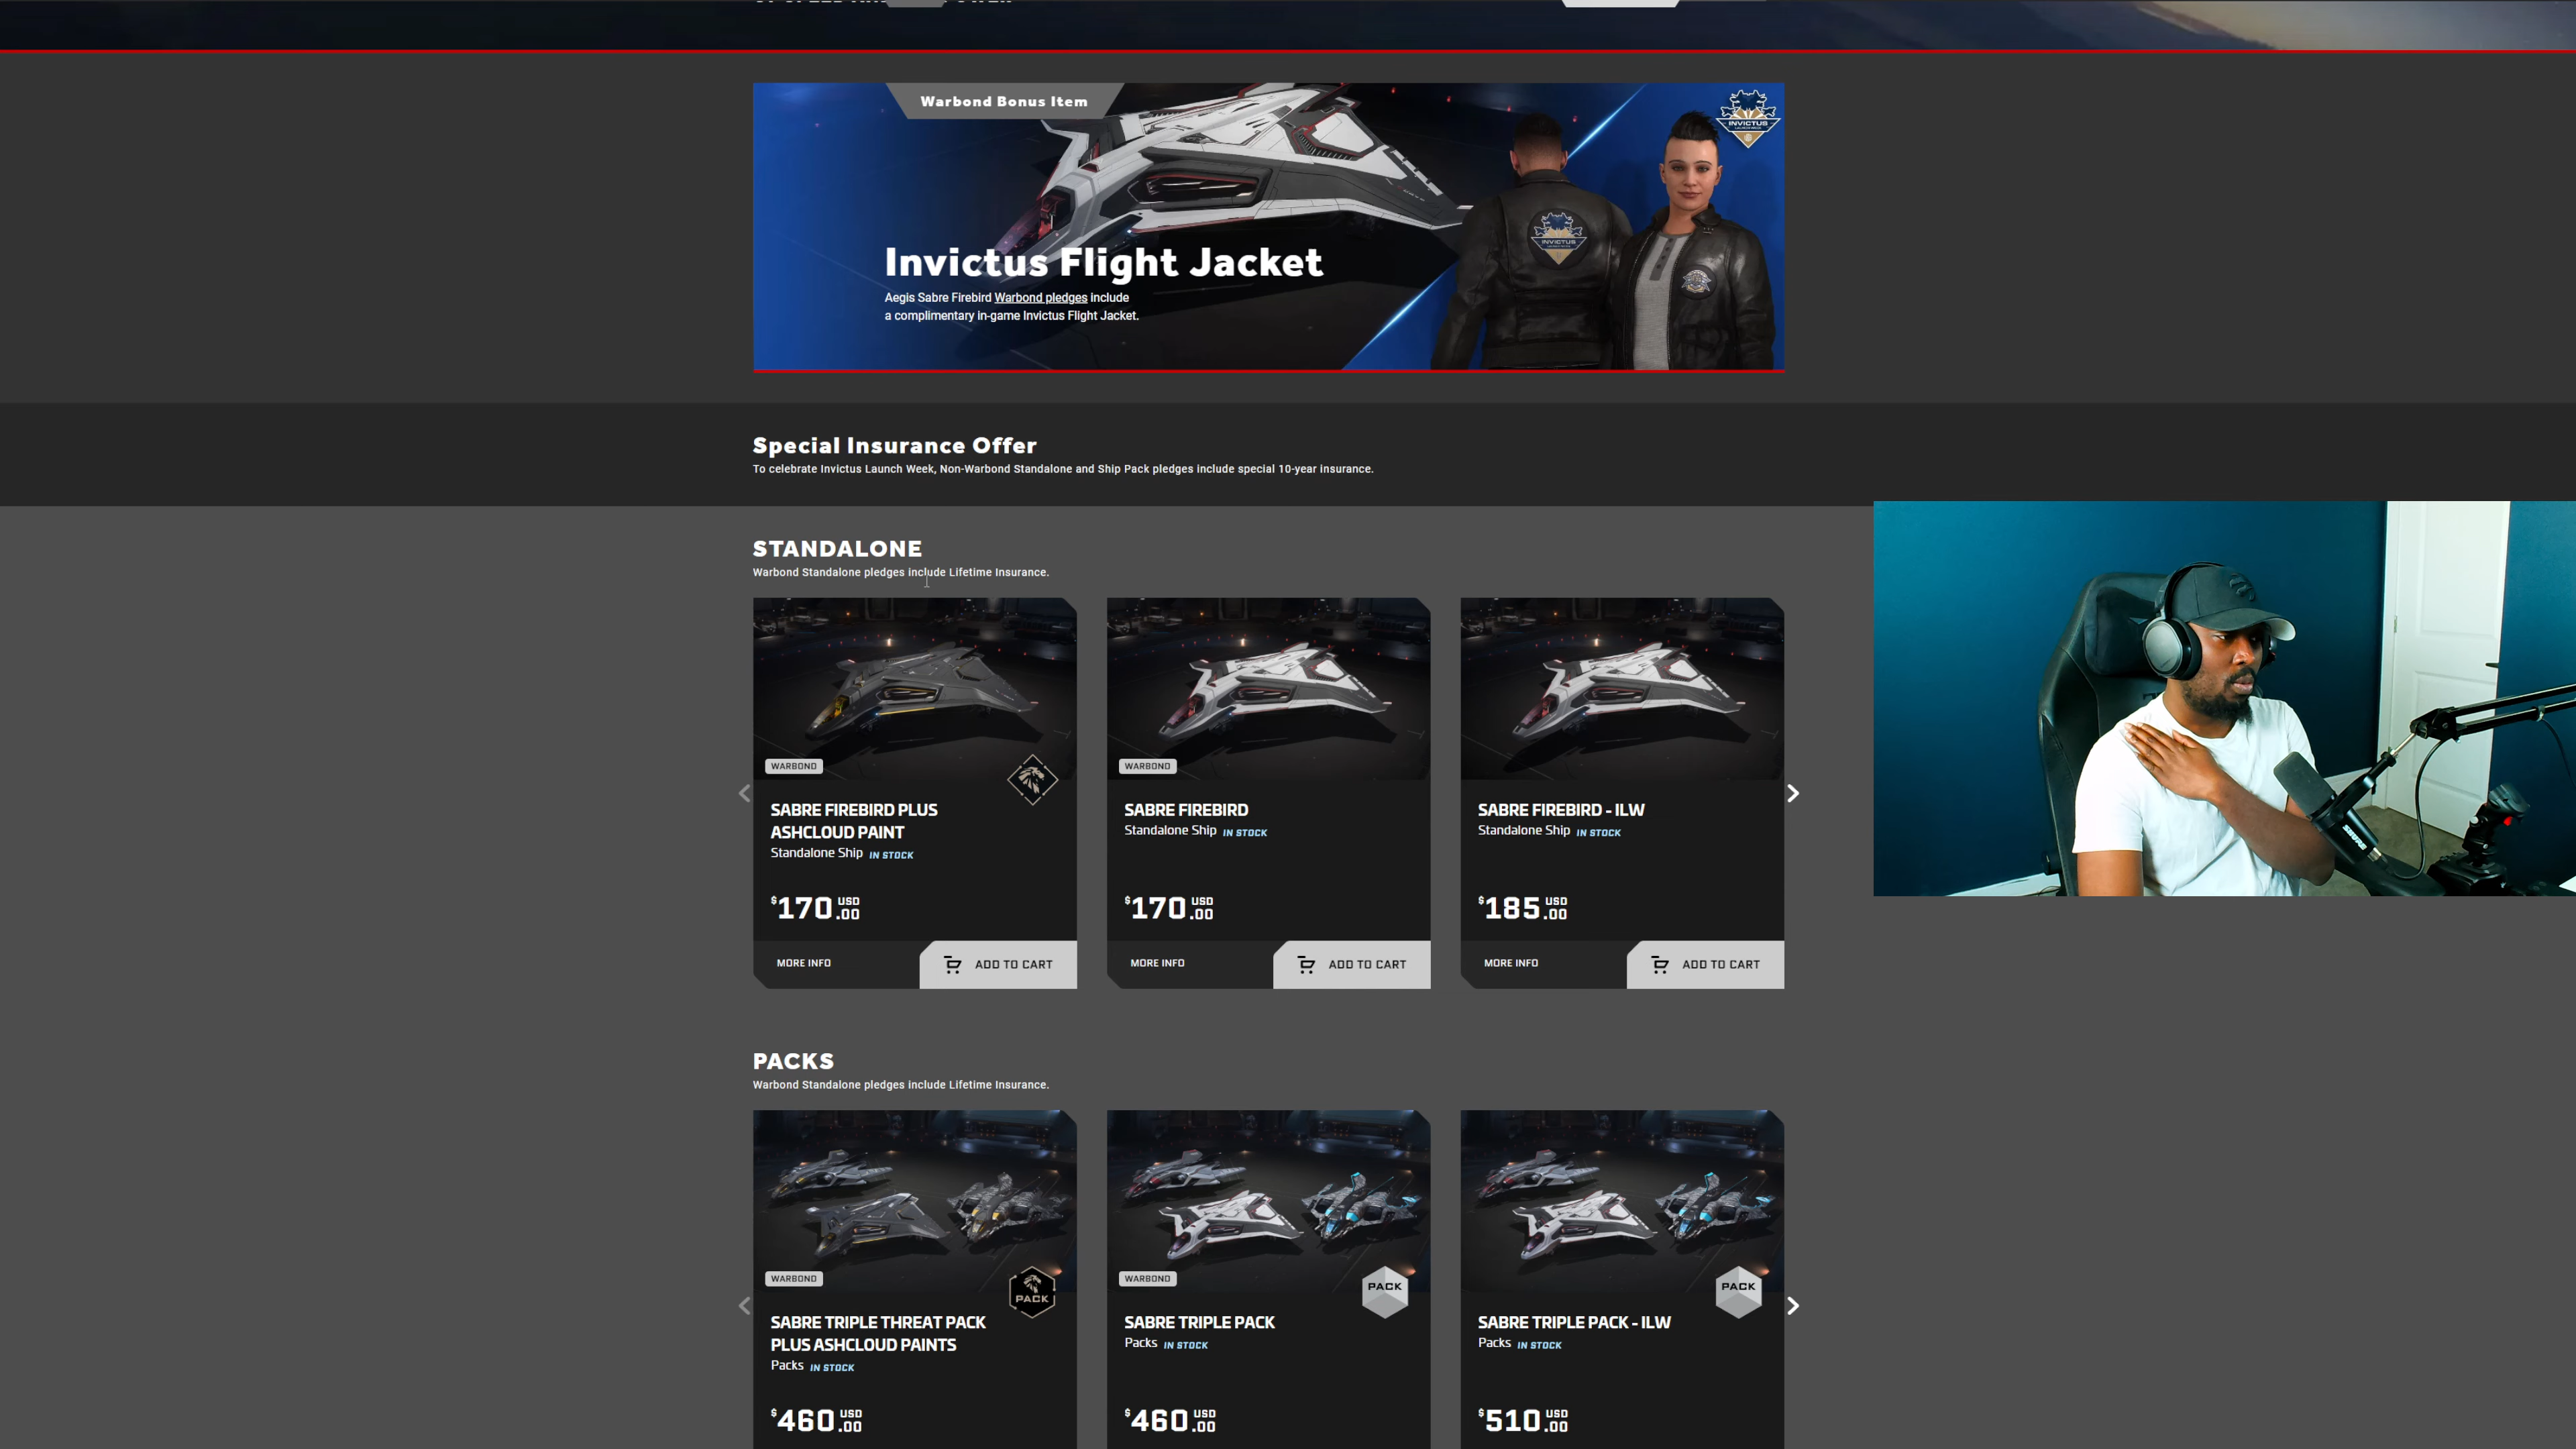 Warbond Bonus Item
INVICTUS
Invictus Flight Jacket
Aegis Sabre Firebird Warbond pledges include
a complimentary in-game Invictus Flight Jacket.
INVICTUS
Special Insurance Offer
To celebrate Invictus Launch Week, Non-Warbond Standalone and Ship Pack pledges include special 10-year insurance.
STANDALONE
Warbond Standalone pledges include Lifetime Insurance.
WARBOND
SABRE FIREBIRD PLUS
ASHCLOUD PAINT
Standalone Ship IN STOCK
$170.00 USD
MORE INFO
ADD TO CART
WARBOND
SABRE FIREBIRD
Standalone Ship IN STOCK
$170.00 USD
MORE INFO
ADD TO CART
SABRE FIREBIRD - ILW
Standalone Ship IN STOCK
$185.00 USD
MORE INFO
ADD TO CART
SHURE
PACKS
Warbond Standalone pledges include Lifetime Insurance.
WARBOND
PACK
SABRE TRIPLE THREAT PACK
PLUS ASHCLOUD PAINTS
Packs IN STOCK
$460.00 USD
WARBOND
PACK
SABRE TRIPLE PACK
Packs IN STOCK
$460.00 USD
PACK
SABRE TRIPLE PACK - ILW
Packs IN STOCK
$510.00 USD